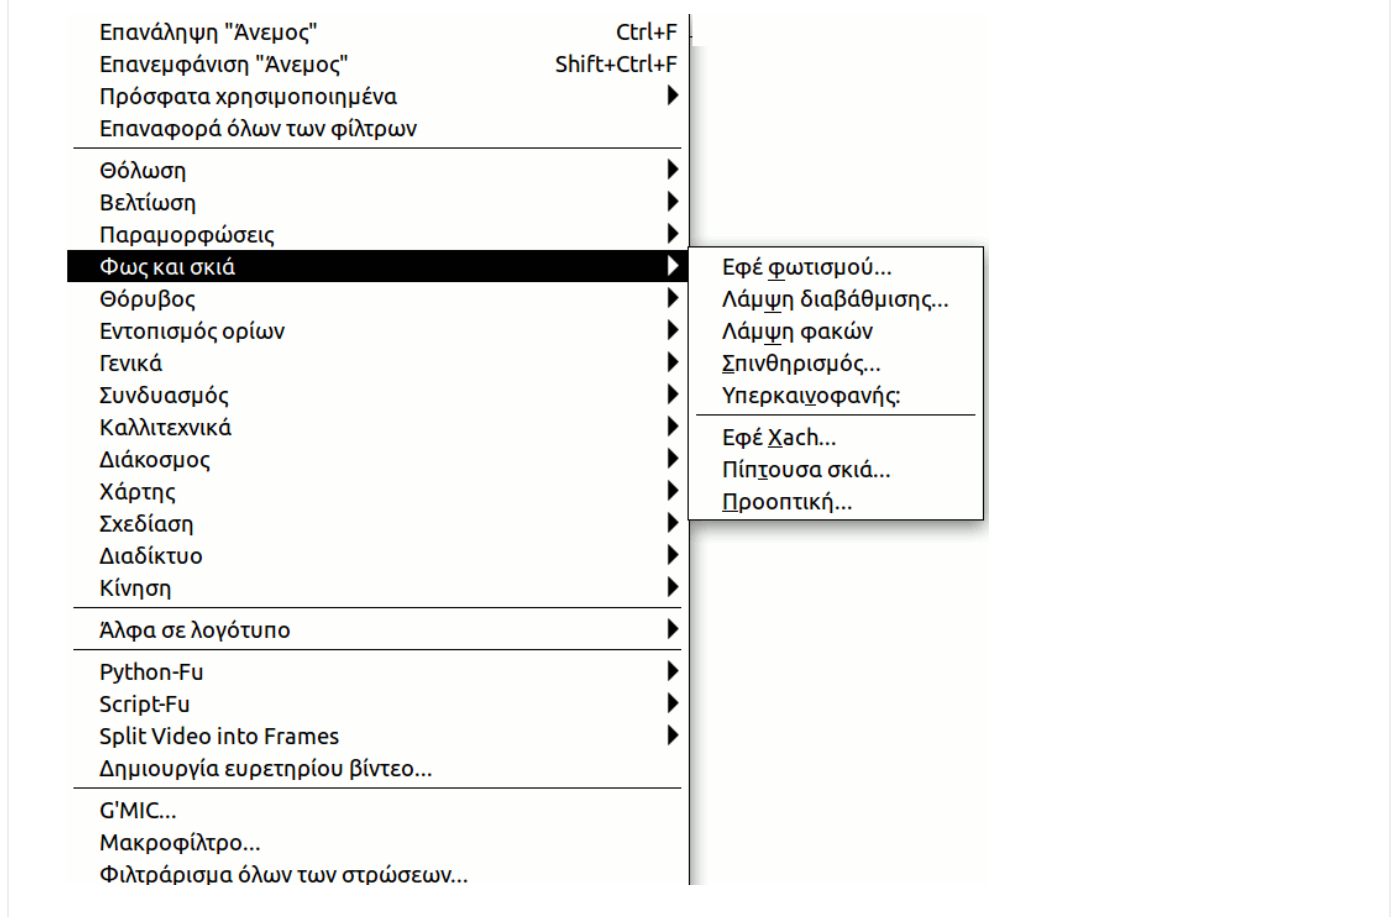 Επανάληψη "Άνεμος" Ctrl+F
Επανεμφάνιση "Άνεμος" Shift+Ctrl+F
Πρόσφατα χρησιμοποιημένα
Επαναφορά όλων των φίλτρων
Θόλωση
Βελτίωση
Παραμορφώσεις
Φως και σκιά
Θόρυβος
Εντοπισμός ορίων
Γενικά
Συνδυασμός
Καλλιτεχνικά
Διάκοσμος
Χάρτης
Σχεδίαση
Διαδίκτυο
Κίνηση
Άλφα σε λογότυπο
Python-Fu
Script-Fu
Split Video into Frames
Δημιουργία ευρετηρίου βίντεο...
G'MIC...
Μακροφίλτρο...
Φιλτράρισμα όλων των στρώσεων...
Εφέ φωτισμού...
Λάμψη διαβάθμισης...
Λάμψη φακών
Σπινθηρισμός...
Υπερκαινοφανής:
Εφέ Xach...
Πίπτουσα σκιά...
Προοπτική...